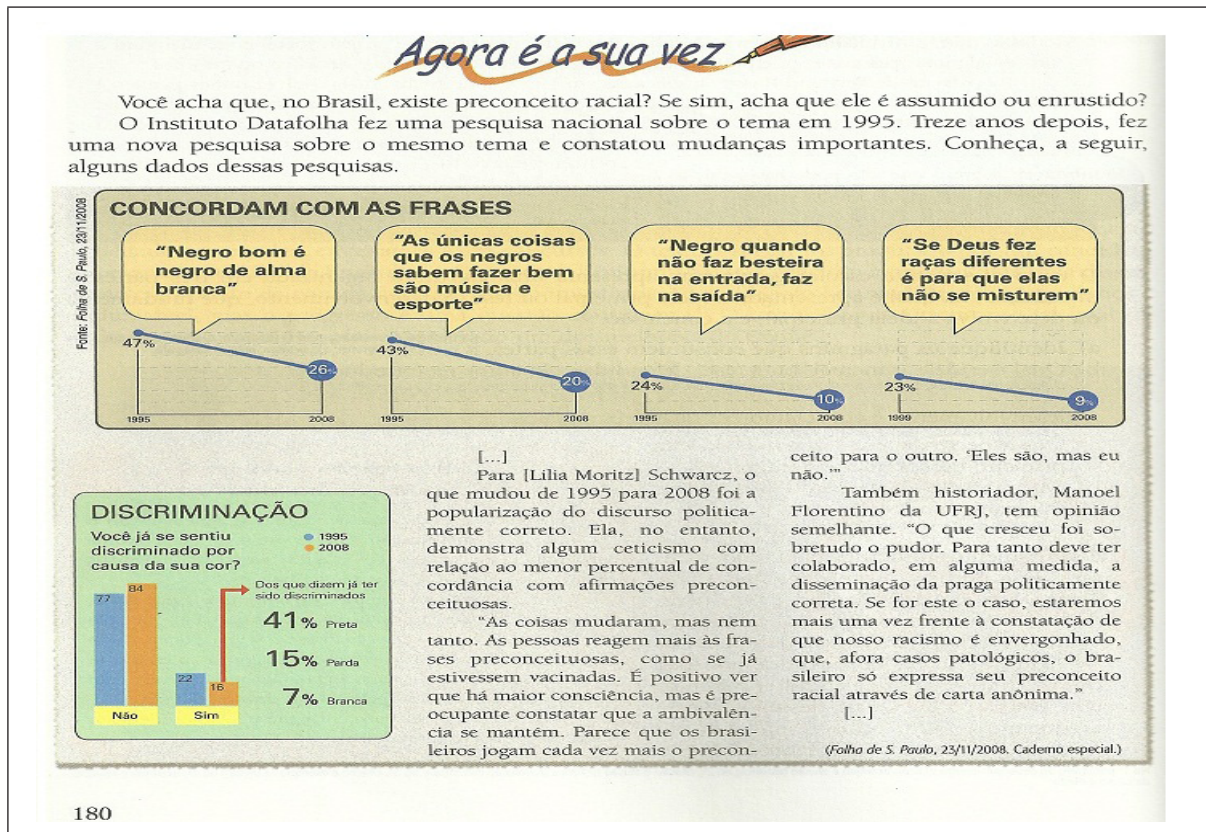 Agora é a sua vez
Você acha que, no Brasil, existe preconceito racial? Se sim, acha que ele é assumido ou enrustido?
O Instituto Datafolha fez uma pesquisa nacional sobre o tema em 1995. Treze anos depois, fez
uma nova pesquisa sobre o mesmo tema e constatou mudanças importantes. Conheça, a seguir,
alguns dados dessas pesquisas.
Fonte: Folha de S. Paulo, 23/11/2008
CONCORDAM COM AS FRASES
"Negro bom é
negro de alma
branca"
47%
26%
1995
2008
"As únicas coisas
que os negros
sabem fazer bem
são música e
esporte"
43%
20%
1995
2008
"Negro quando
não faz besteira
na entrada, faz
na saída"
24%
10%
1995
2008
"Se Deus fez
raças diferentes
é para que elas
não se misturem"
23%
9%
1999
2008
DISCRIMINAÇÃO
Você já se sentiu
discriminado por
causa da sua cor?
1995
2008
77
84
Não
22
16
Sim
Dos que dizem já ter
sido discriminados
41% Preta
15% Parda
7% Branca
[...]
Para [Lilia Moritz] Schwarcz, o
que mudou de 1995 para 2008 foi a
popularização do discurso politica-
mente correto. Ela, no entanto,
demonstra algum ceticismo com
relação ao menor percentual de con-
cordância com afirmações precon-
ceituosas.
"As coisas mudaram, mas nem
tanto. As pessoas reagem mais às fra-
ses preconceituosas, como se já
estivessem vacinadas. É positivo ver
que há maior consciência, mas é pre-
ocupante constatar que a ambivalên-
cia se mantém. Parece que os brasi-
leiros jogam cada vez mais o precon-
ceito para o outro. 'Eles são, mas eu
não.'"
Também historiador, Manoel
Florentino da UFRJ, tem opinião
semelhante. "O que cresceu foi so-
bretudo o pudor. Para tanto deve ter
colaborado, em alguma medida, a
disseminação da praga politicamente
correta. Se for este o caso, estaremos
mais uma vez frente à constatação de
que nosso racismo é envergonhado,
que, afora casos patológicos, o bra-
sileiro só expressa seu preconceito
racial através de carta anônima."
[...]
(Folha de S. Paulo, 23/11/2008. Caderno especial.)
180